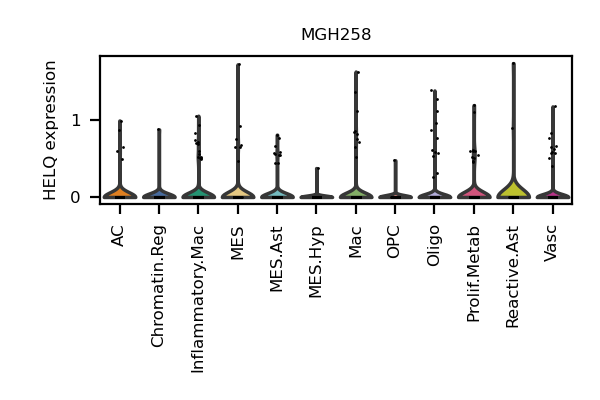 MGH258
HELQ expression
1
0
AC
Chromatin.Reg
Inflammatory.Mac
MES
MES.Ast
MES.Hyp
Mac
OPC
Oligo
Prolif.Metab
Reactive.Ast
Vasc